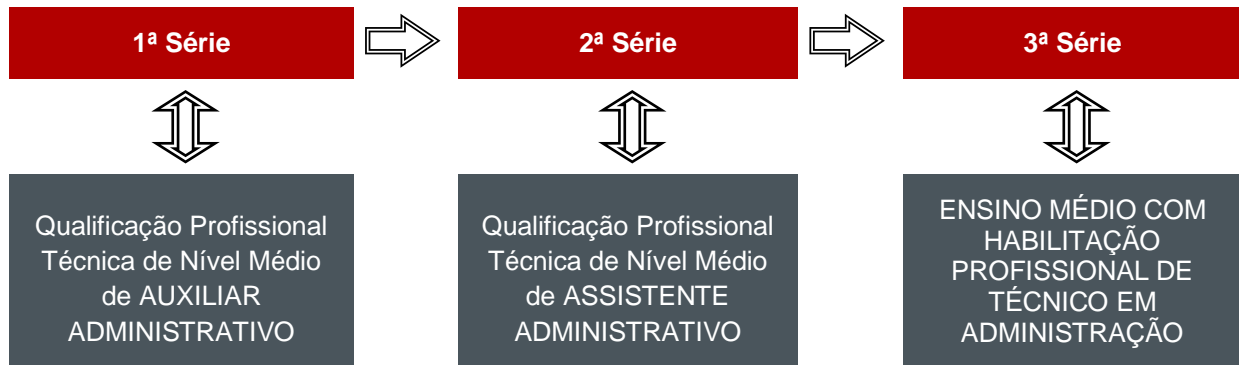 1ª Série
2ª Série
3ª Série
Qualificação Profissional
Técnica de Nível Médio
de AUXILIAR
ADMINISTRATIVO
Qualificação Profissional
Técnica de Nível Médio
de ASSISTENTE
ADMINISTRATIVO
ENSINO MÉDIO COM
HABILITAÇÃO
PROFISSIONAL DE
TÉCNICO EM
ADMINISTRAÇÃO